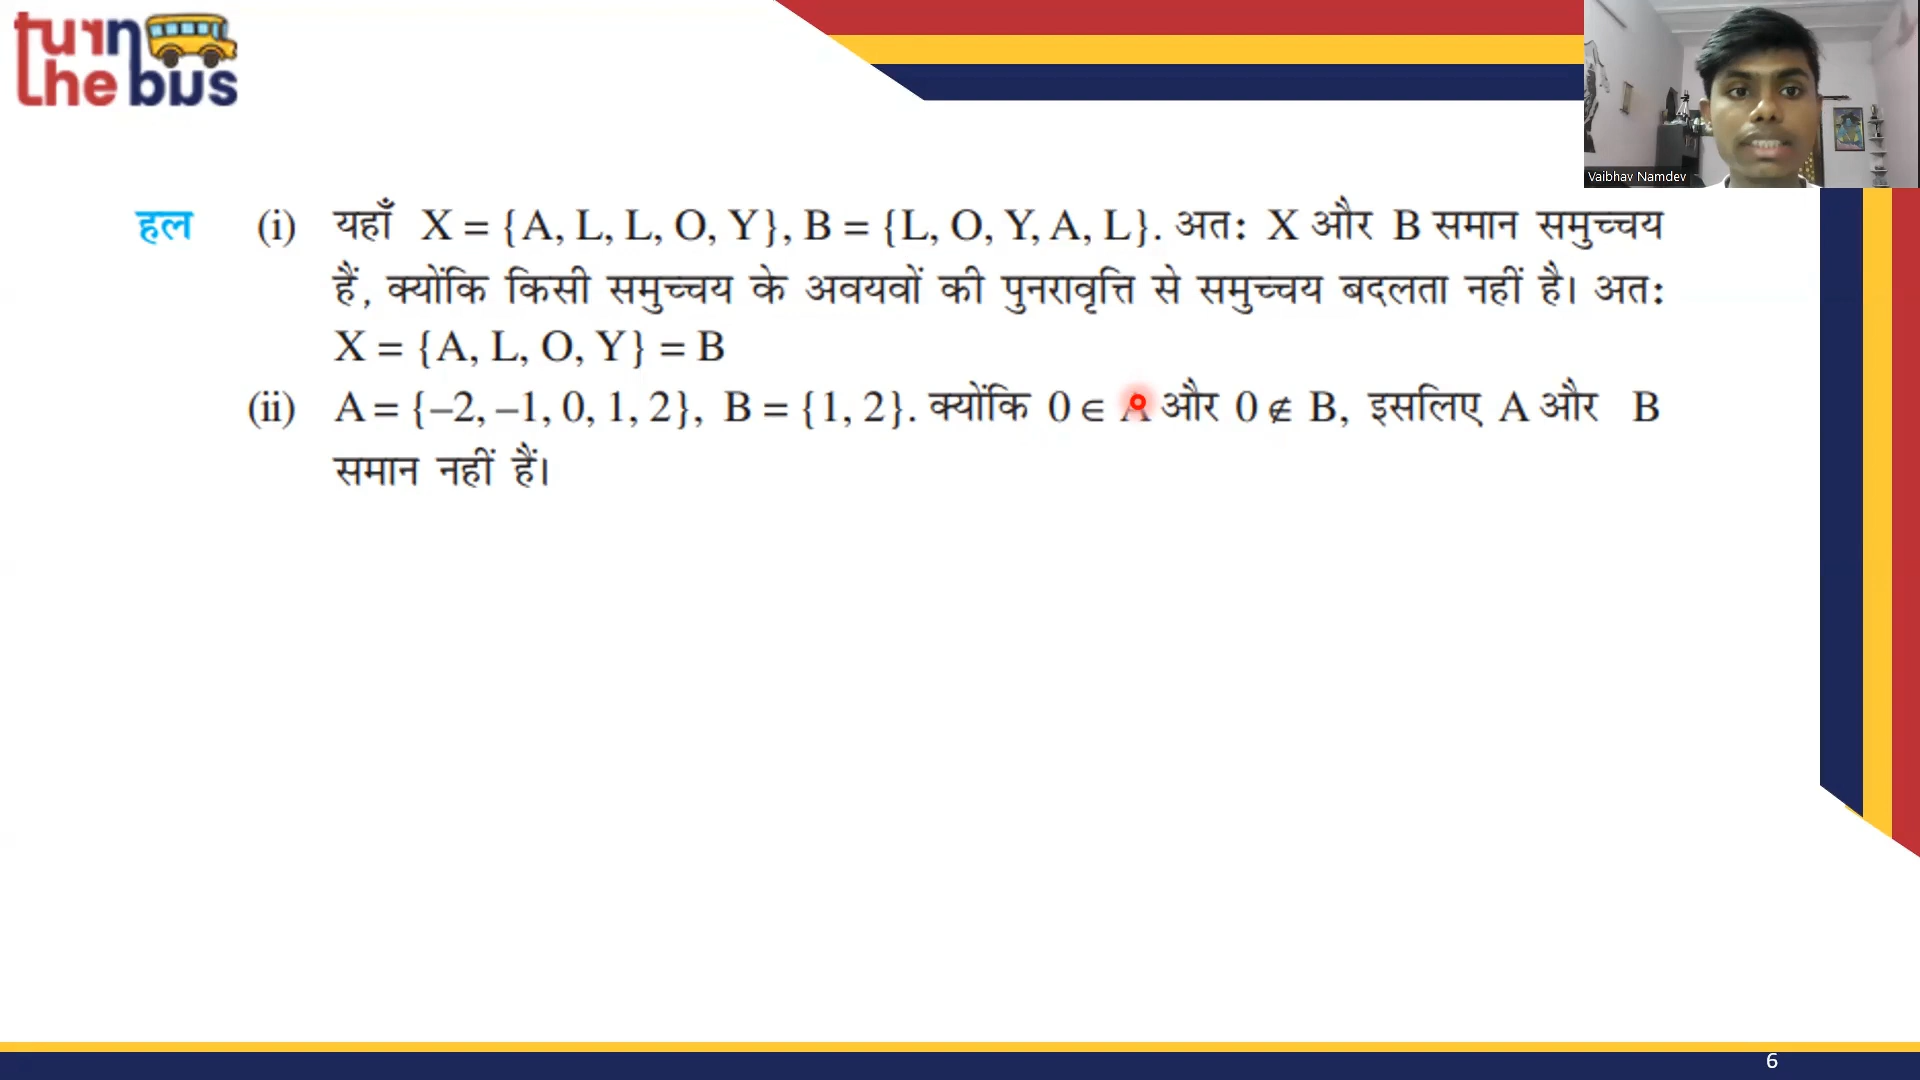 turn
the bus
Vaibhav Namdev
हल (i) यहाँ X = {A, L, L, O, Y}, B = {L, O, Y, A, L}. अत: X और B समान समुच्चय
हैं, क्योंकि किसी समुच्चय के अवयवों की पुनरावृत्ति से समुच्चय बदलता नहीं है। अत:
X = {A, L, O, Y} = B
(ii) A = {–2, –1, 0, 1, 2}, B = {1, 2}. क्योंकि 0 ∈ A और 0 ∉ B, इसलिए A और B
समान नहीं हैं।
6